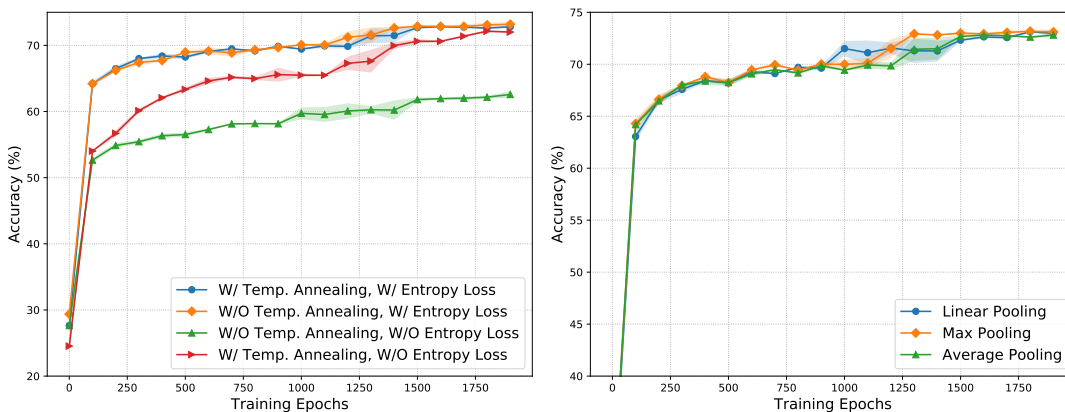 70
60
50
40
30
20
Accuracy (%)
0 250 500 750 1000 1250 1500 1750
Training Epochs
W/ Temp. Annealing, W/ Entropy Loss
W/O Temp. Annealing, W/ Entropy Loss
W/O Temp. Annealing, W/O Entropy Loss
W/ Temp. Annealing, W/O Entropy Loss
75
70
65
60
55
50
45
40
Accuracy (%)
0 250 500 750 1000 1250 1500 1750
Training Epochs
Linear Pooling
Max Pooling
Average Pooling